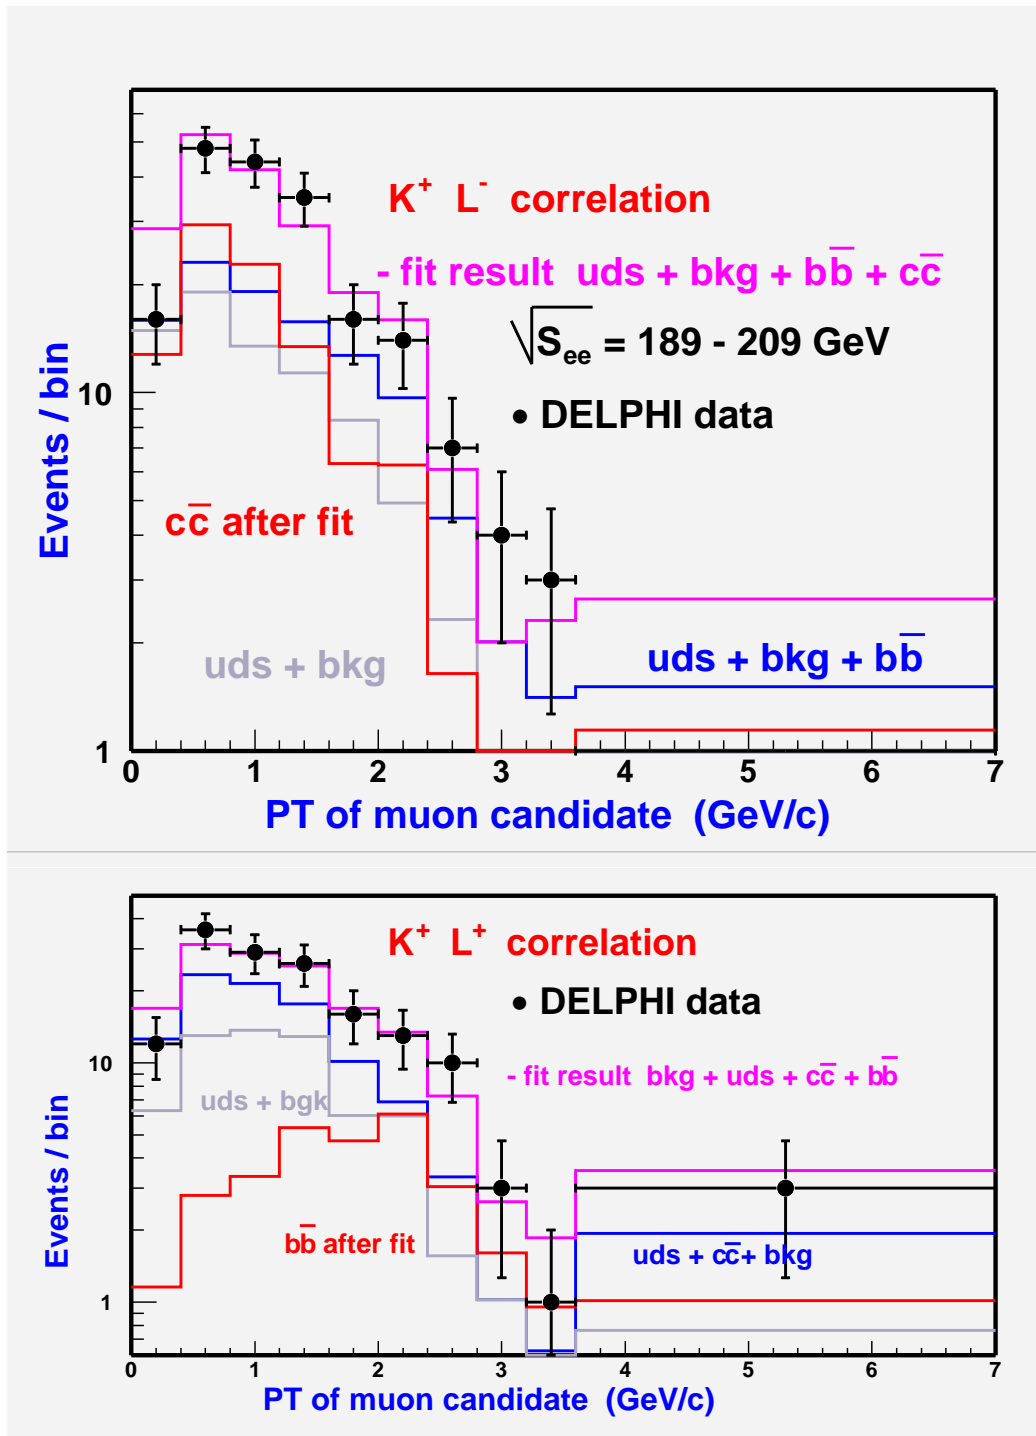 K⁺ L⁻ correlation
- fit result uds + bkg + bb̅ + cc̅
√S_ee = 189 - 209 GeV
• DELPHI data
10
Events / bin
cc̅ after fit
uds + bkg
uds + bkg + bb̅
1
0 1 2 3 4 5 6 7
PT of muon candidate (GeV/c)
K⁺ L⁺ correlation
• DELPHI data
10
- fit result bkg + uds + cc̅ + bb̅
uds + bgk
Events / bin
bb̅ after fit
uds + cc̅ + bkg
1
0 1 2 3 4 5 6 7
PT of muon candidate (GeV/c)